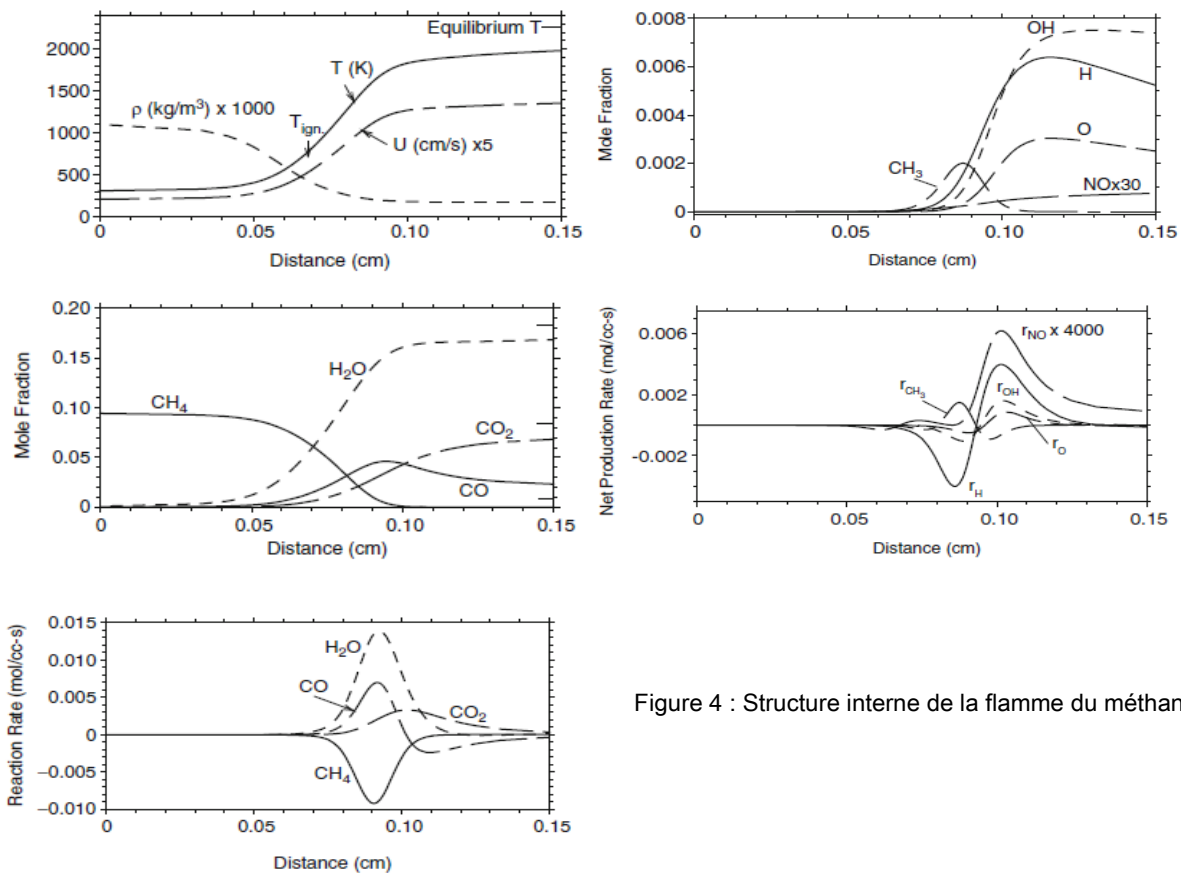 Equilibrium T
T (K)
ρ (kg/m³) x 1000
T ign.
U (cm/s) x5
2000
1500
1000
500
0
0 0.05 0.10 0.15
Distance (cm)
Mole Fraction
0.008
0.006
0.004
0.002
0
OH
H
O
CH₃
NOx30
0 0.05 0.10 0.15
Distance (cm)
Mole Fraction
0.20
0.15
0.10
0.05
0
H₂O
CH₄
CO₂
CO
0 0.05 0.10 0.15
Distance (cm)
Net Production Rate (mol/cc-s)
0.006
0.002
-0.002
r NO x 4000
r CH₃
r OH
r O
r H
0 0.05 0.10 0.15
Distance (cm)
Reaction Rate (mol/cc-s)
0.015
0.010
0.005
0
−0.005
−0.010
H₂O
CO
CO₂
CH₄
0 0.05 0.10 0.15
Distance (cm)
Figure 4 : Structure interne de la flamme du méthan